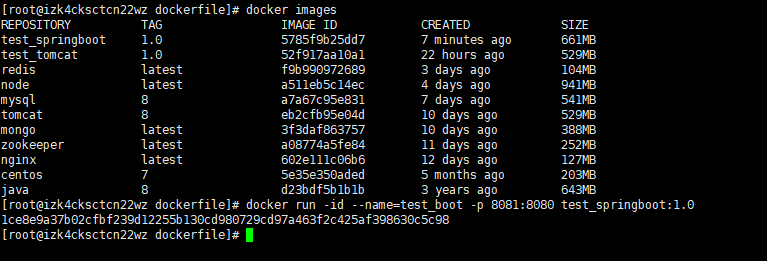 [root@izk4cksctcn22wz dockerfile]# docker images
REPOSITORY TAG IMAGE ID CREATED SIZE
test_springboot 1.0 5785f9b25dd7 7 minutes ago 661MB
test_tomcat 1.0 52f917aa10a1 22 hours ago 529MB
redis latest f9b990972689 3 days ago 104MB
node latest a511eb5c14ec 4 days ago 941MB
mysql 8 a7a67c95e831 7 days ago 541MB
tomcat 8 eb2cfb95e04d 10 days ago 529MB
mongo latest 3f3daf863757 10 days ago 388MB
zookeeper latest a08774a5fe84 11 days ago 252MB
nginx latest 602e111c06b6 12 days ago 127MB
centos 7 5e35e350aded 5 months ago 203MB
java 8 d23bdf5b1b1b 3 years ago 643MB
[root@izk4cksctcn22wz dockerfile]# docker run -id --name=test_boot -p 8081:8080 test_springboot:1.0
1ce8e9a37b02cfbf239d12255b130cd980729cd97a463f2c425af398630c5c98
[root@izk4cksctcn22wz dockerfile]#